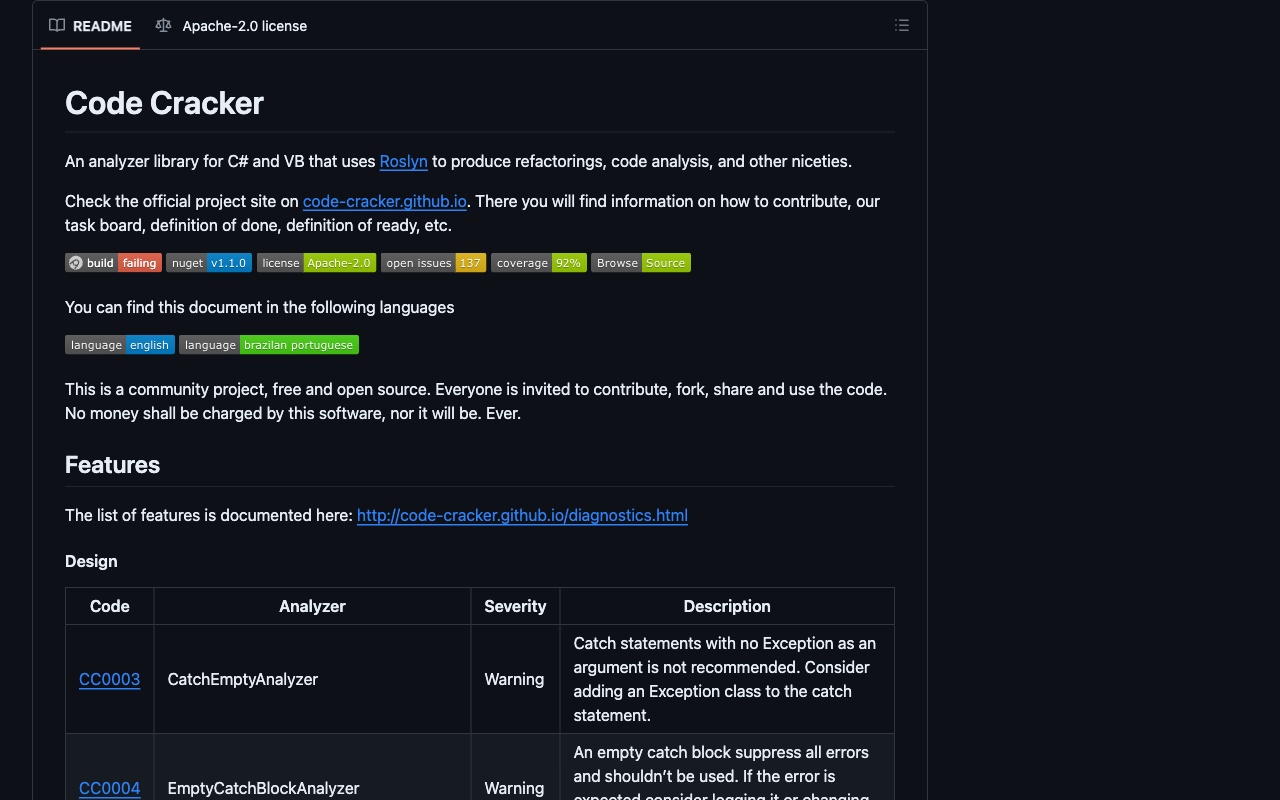 README Apache-2.0 license
Code Cracker
An analyzer library for C# and VB that uses Roslyn to produce refactorings, code analysis, and other niceties.
Check the official project site on code-cracker.github.io. There you will find information on how to contribute, our
task board, definition of done, definition of ready, etc.
build failing nuget v1.1.0 license Apache-2.0 open issues 137 coverage 92% Browse Source
You can find this document in the following languages
language english language brazilan portuguese
This is a community project, free and open source. Everyone is invited to contribute, fork, share and use the code.
No money shall be charged by this software, nor it will be. Ever.
Features
The list of features is documented here: http://code-cracker.github.io/diagnostics.html
Design
Code Analyzer Severity Description
CC0003 CatchEmptyAnalyzer Warning Catch statements with no Exception as an
argument is not recommended. Consider
adding an Exception class to the catch
statement.
CC0004 EmptyCatchBlockAnalyzer Warning An empty catch block suppress all errors
and shouldn’t be used. If the error is
expected consider logging it or changing